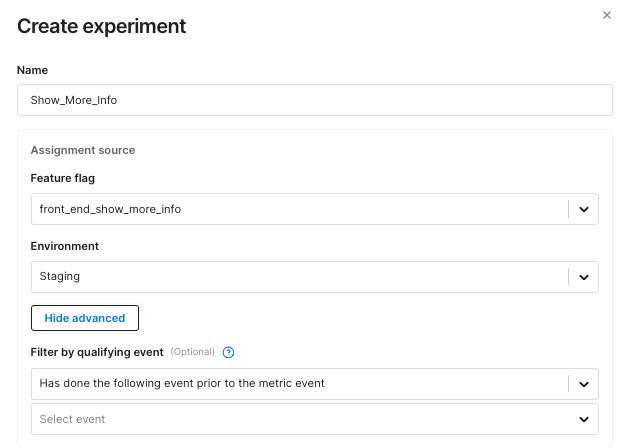 Create experiment
Name
Show_More_Info
Assignment source
Feature flag
front_end_show_more_info
Environment
Staging
Hide advanced
Filter by qualifying event (Optional)
Has done the following event prior to the metric event
Select event